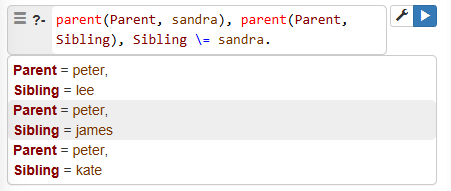 ?- parent(Parent, sandra), parent(Parent,
Sibling), Sibling \= sandra.
Parent = peter,
Sibling = lee
Parent = peter,
Sibling = james
Parent = peter,
Sibling = kate